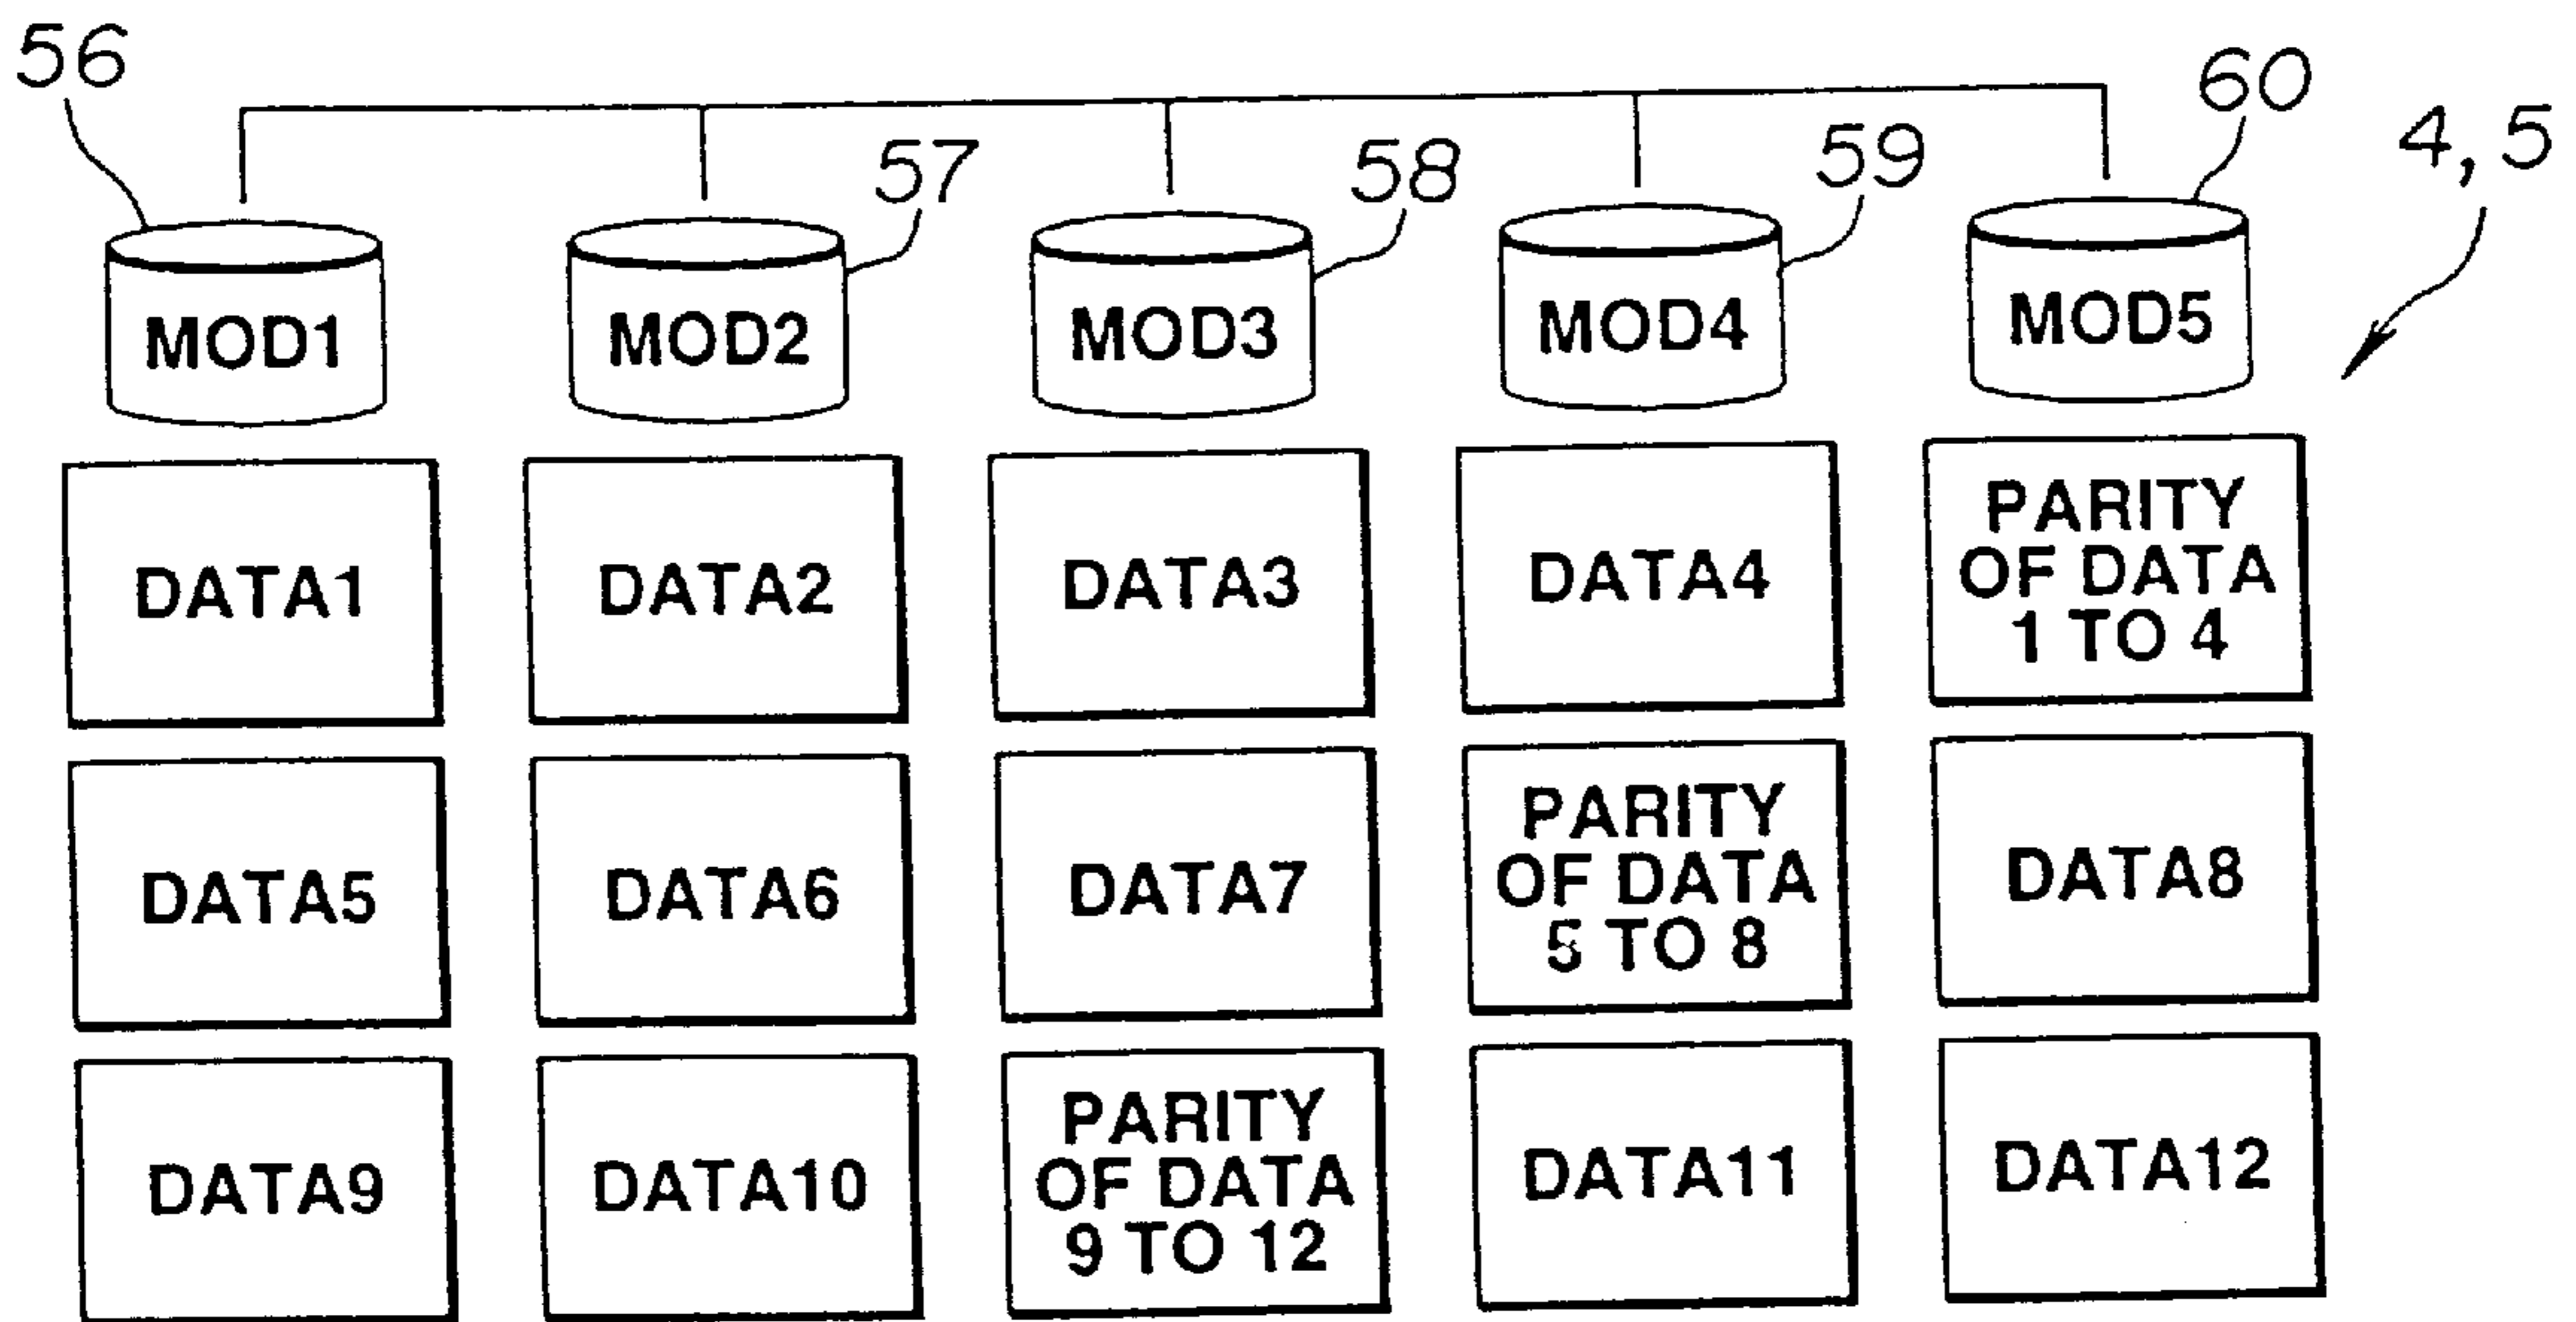 56
57
58
59
60
4, 5
MOD1
MOD2
MOD3
MOD4
MOD5
DATA1
DATA2
DATA3
DATA4
PARITY
OF DATA
1 TO 4
DATA5
DATA6
DATA7
PARITY
OF DATA
5 TO 8
DATA8
DATA9
DATA10
PARITY
OF DATA
9 TO 12
DATA11
DATA12